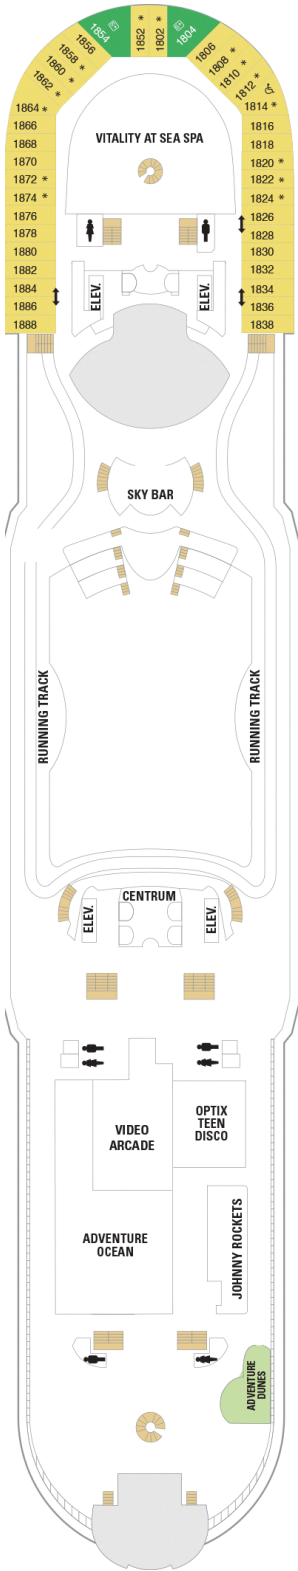 1854
1852 *
1802 *
1804
1856
1858
1860 *
1862 *
1864 *
1866
1868
1870
1872 *
1874 *
1876
1878
1880
1882
1884
1886
1888
1806
1808 *
1810 *
1812 *
1814 *
1816
1818
1820 *
1822 *
1824 *
1826
1828
1830
1832
1834
1836
1838
VITALITY AT SEA SPA
ELEV.
ELEV.
SKY BAR
RUNNING TRACK
RUNNING TRACK
CENTRUM
ELEV.
ELEV.
VIDEO
ARCADE
OPTIX
TEEN
DISCO
ADVENTURE
OCEAN
JOHNNY ROCKETS
ADVENTURE
DUNES